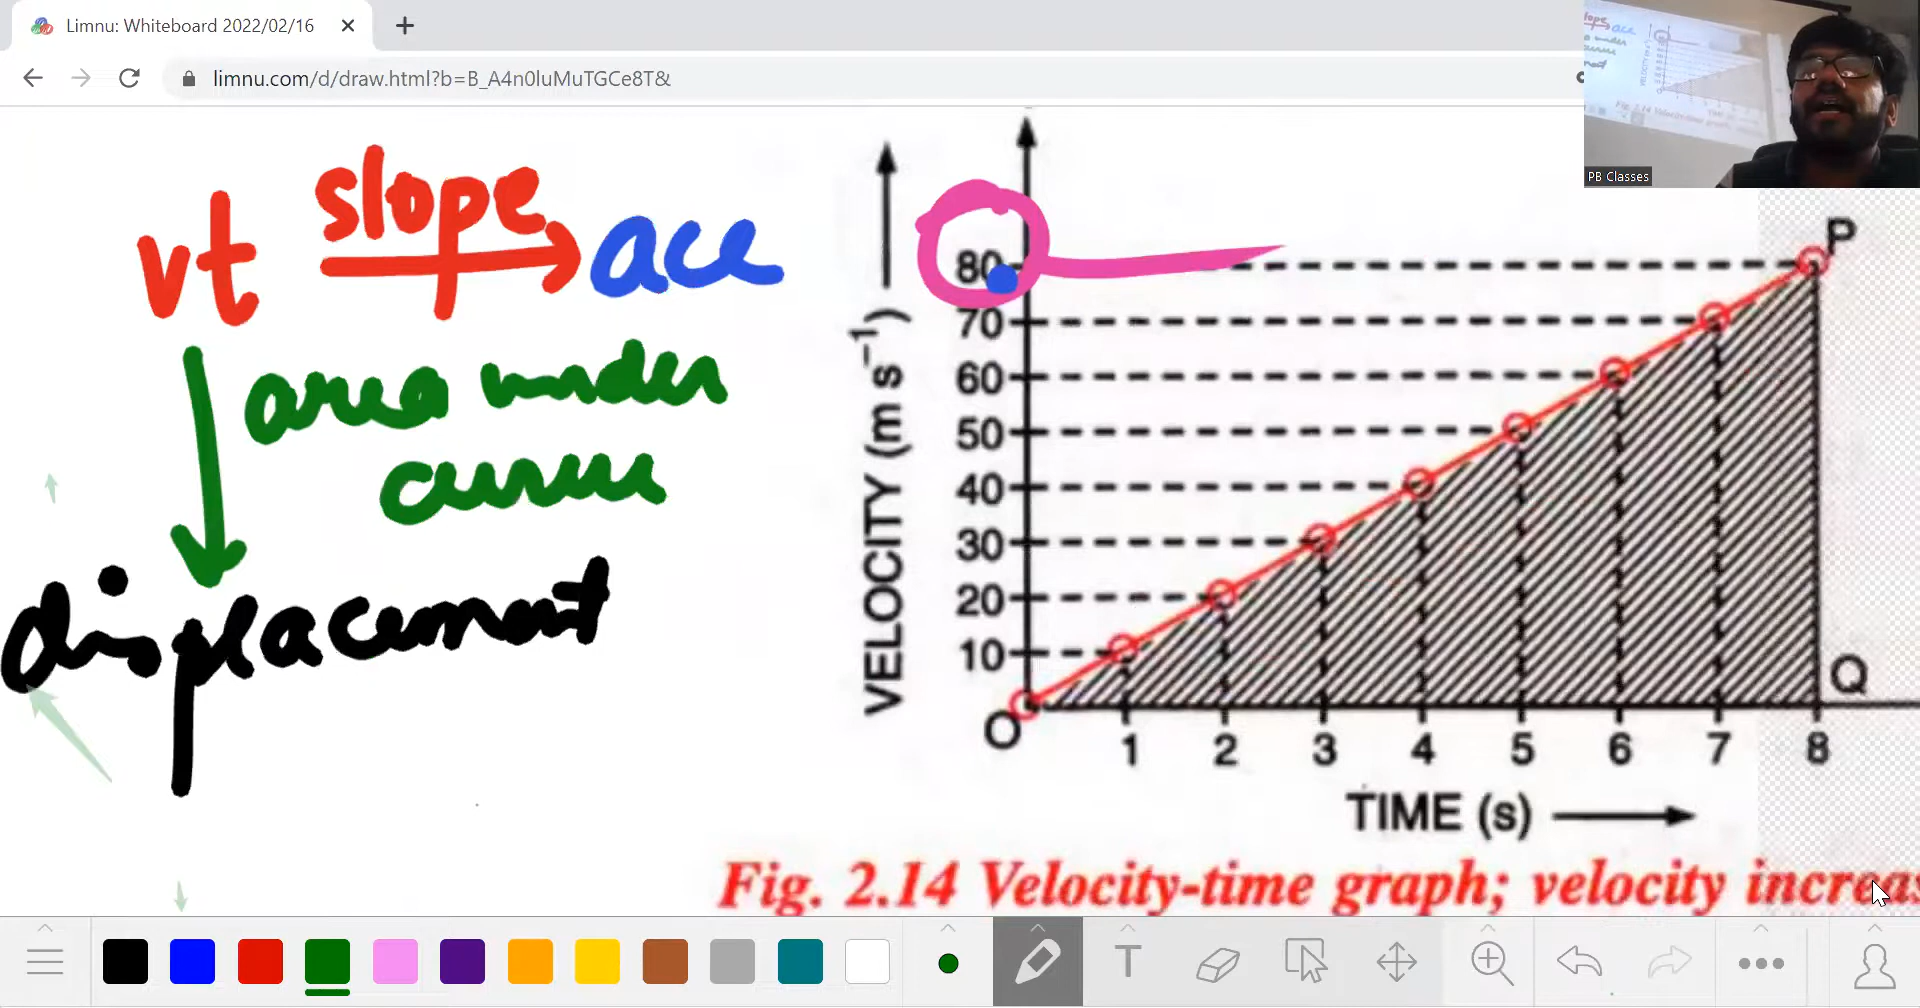 Limnu: Whiteboard 2022/02/16
limnu.com/d/draw.html?b=B_A4n0luMuTGCe8T&
PB Classes
vt slope ace
area under
curve
displacement
VELOCITY (m s⁻¹)
80
70
60
50
40
30
20
10
O
P
Q
1 2 3 4 5 6 7 8
TIME (s)
Fig. 2.14 Velocity-time graph; velocity increas
T